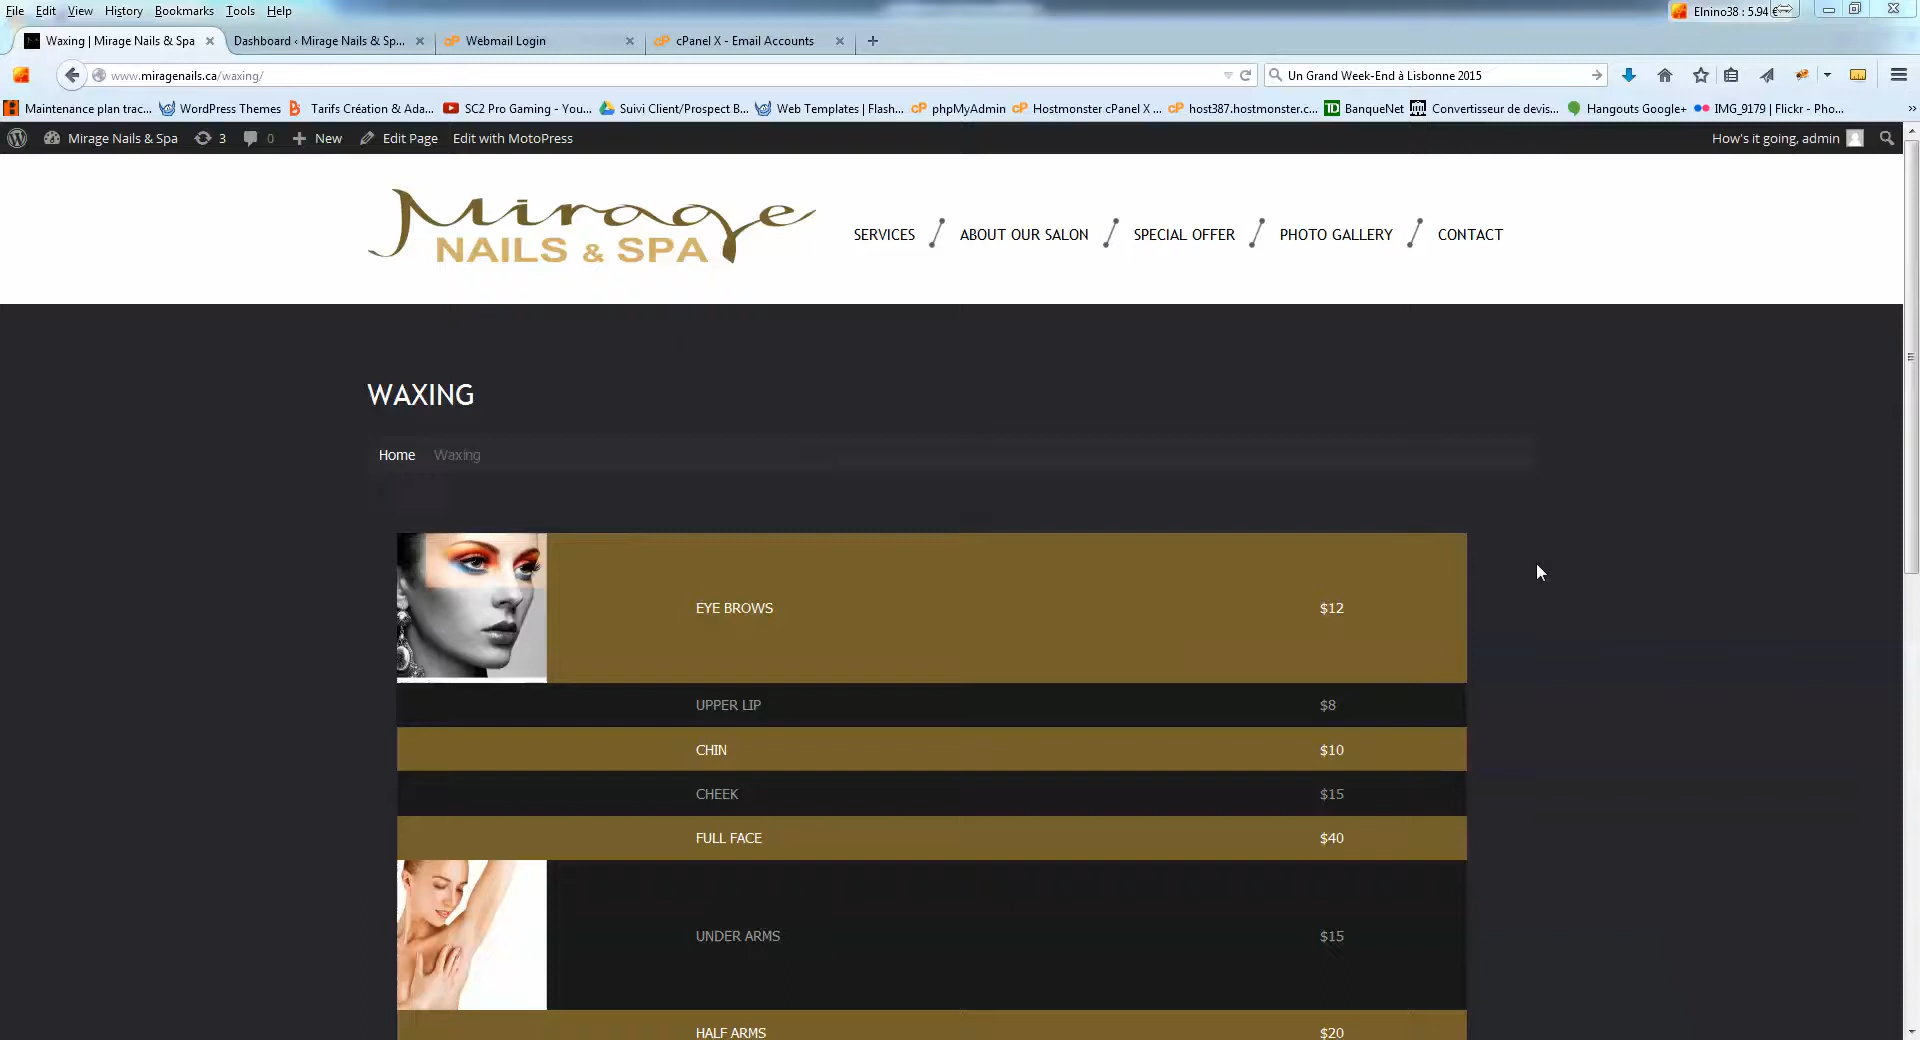 File Edit View History Bookmarks Tools Help Elnino38 : 5.94 €
Waxing | Mirage Nails & Spa Dashboard ‹ Mirage Nails & Sp... Webmail Login cPanel X - Email Accounts
www.miragenails.ca/waxing/ Un Grand Week-End à Lisbonne 2015
Maintenance plan trac... WordPress Themes Tarifs Création & Ada... SC2 Pro Gaming - You... Suivi Client/Prospect B... Web Templates | Flash... phpMyAdmin Hostmonster cPanel X ... host387.hostmonster.c... BanqueNet Convertisseur de devis... Hangouts Google+ IMG_9179 | Flickr - Pho...
Mirage Nails & Spa 3 0 New Edit Page Edit with MotoPress How's it going, admin
Mirage
NAILS & SPA
SERVICES ABOUT OUR SALON SPECIAL OFFER PHOTO GALLERY CONTACT
WAXING
Home Waxing
EYE BROWS $12
UPPER LIP $8
CHIN $10
CHEEK $15
FULL FACE $40
UNDER ARMS $15
HALF ARMS $20